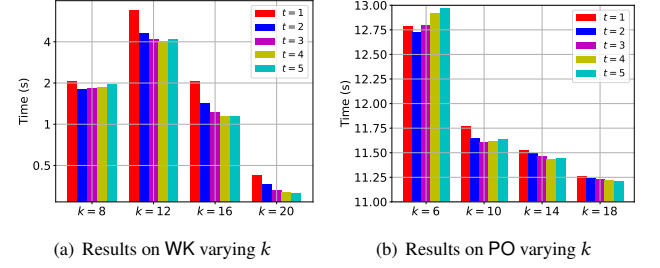 Time (s)
4
2
1
0.5
k = 8
k = 12
k = 16
k = 20
t = 1
t = 2
t = 3
t = 4
t = 5
(a) Results on WK varying k
Time (s)
13.00
12.75
12.50
12.25
12.00
11.75
11.50
11.25
11.00
k = 6
k = 10
k = 14
k = 18
t = 1
t = 2
t = 3
t = 4
t = 5
(b) Results on PO varying k